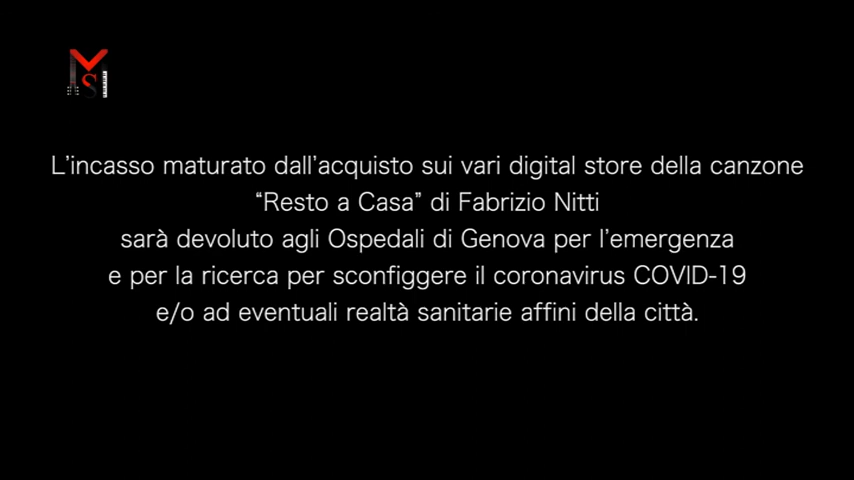 L'incasso maturato dall'acquisto sui vari digital store della canzone
“Resto a Casa” di Fabrizio Nitti
sarà devoluto agli Ospedali di Genova per l'emergenza
e per la ricerca per sconfiggere il coronavirus COVID-19
e/o ad eventuali realtà sanitarie affini della città.